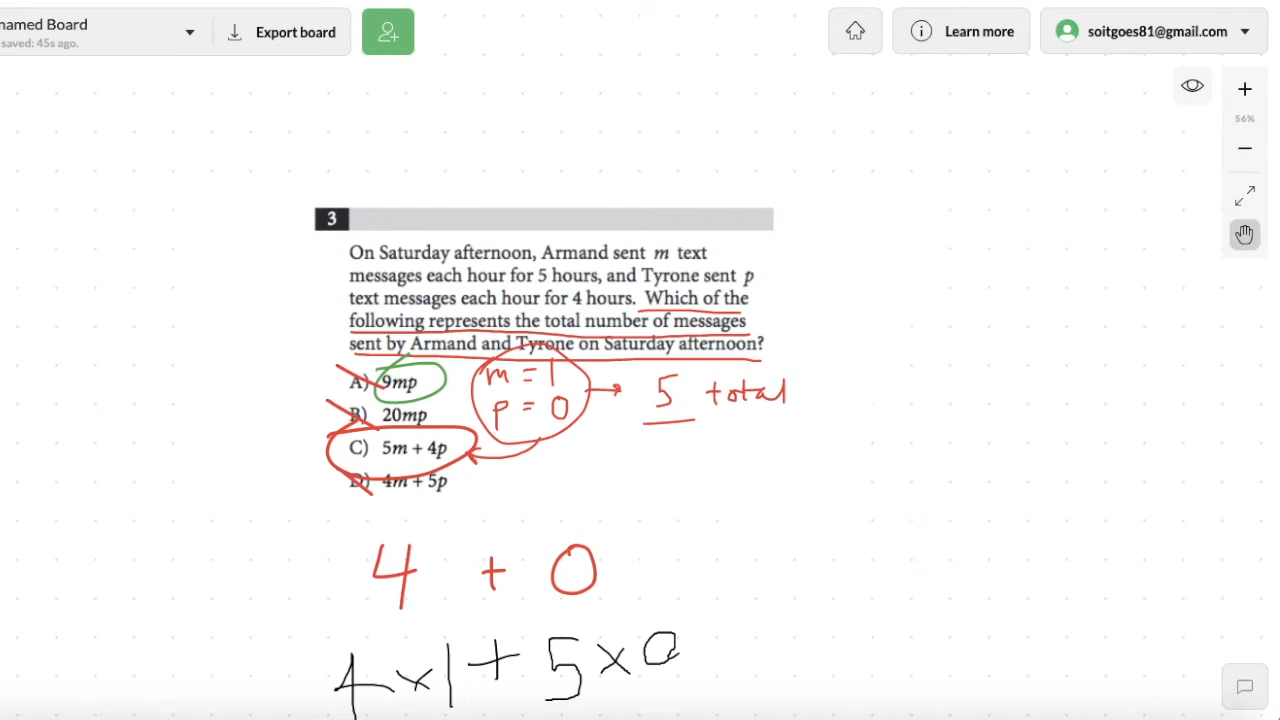 named Board
saved: 45s ago.
Export board
Learn more
soitgoes81@gmail.com
56%
3
On Saturday afternoon, Armand sent m text
messages each hour for 5 hours, and Tyrone sent p
text messages each hour for 4 hours. Which of the
following represents the total number of messages
sent by Armand and Tyrone on Saturday afternoon?
A) 9mp
B) 20mp
C) 5m + 4p
D) 4m + 5p
m = 1
p = 0
5 total
4 + 0
4 x 1 + 5 x 0